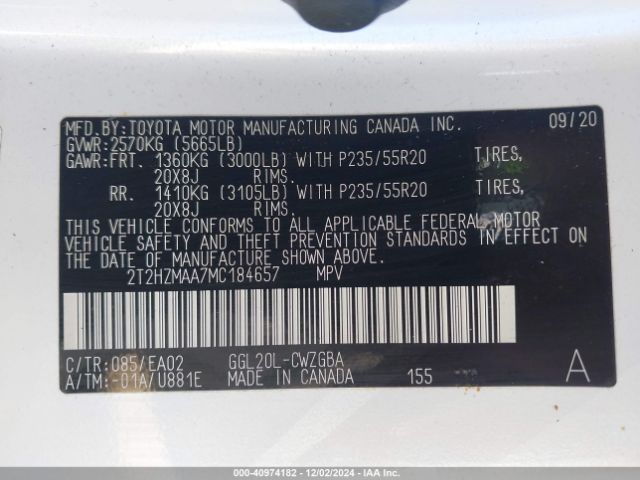 MFD.BY:TOYOTA MOTOR MANUFACTURING CANADA INC. 09/20
GVWR:2570KG (5665LB)
GAWR:FRT. 1360KG (3000LB) WITH P235/55R20 TIRES,
20X8J RIMS.
RR. 1410KG (3105LB) WITH P235/55R20 TIRES,
20X8J RIMS.
THIS VEHICLE CONFORMS TO ALL APPLICABLE FEDERAL MOTOR
VEHICLE SAFETY AND THEFT PREVENTION STANDARDS IN EFFECT ON
THE DATE OF MANUFACTURE SHOWN ABOVE.
2T2HZMAA7MC184657 MPV
C/TR:085/EA02 GGL20L-CWZGBA
A/TM:-01A/U881E MADE IN CANADA 155 A
000-40974182 - 12/02/2024 - IAA Inc.